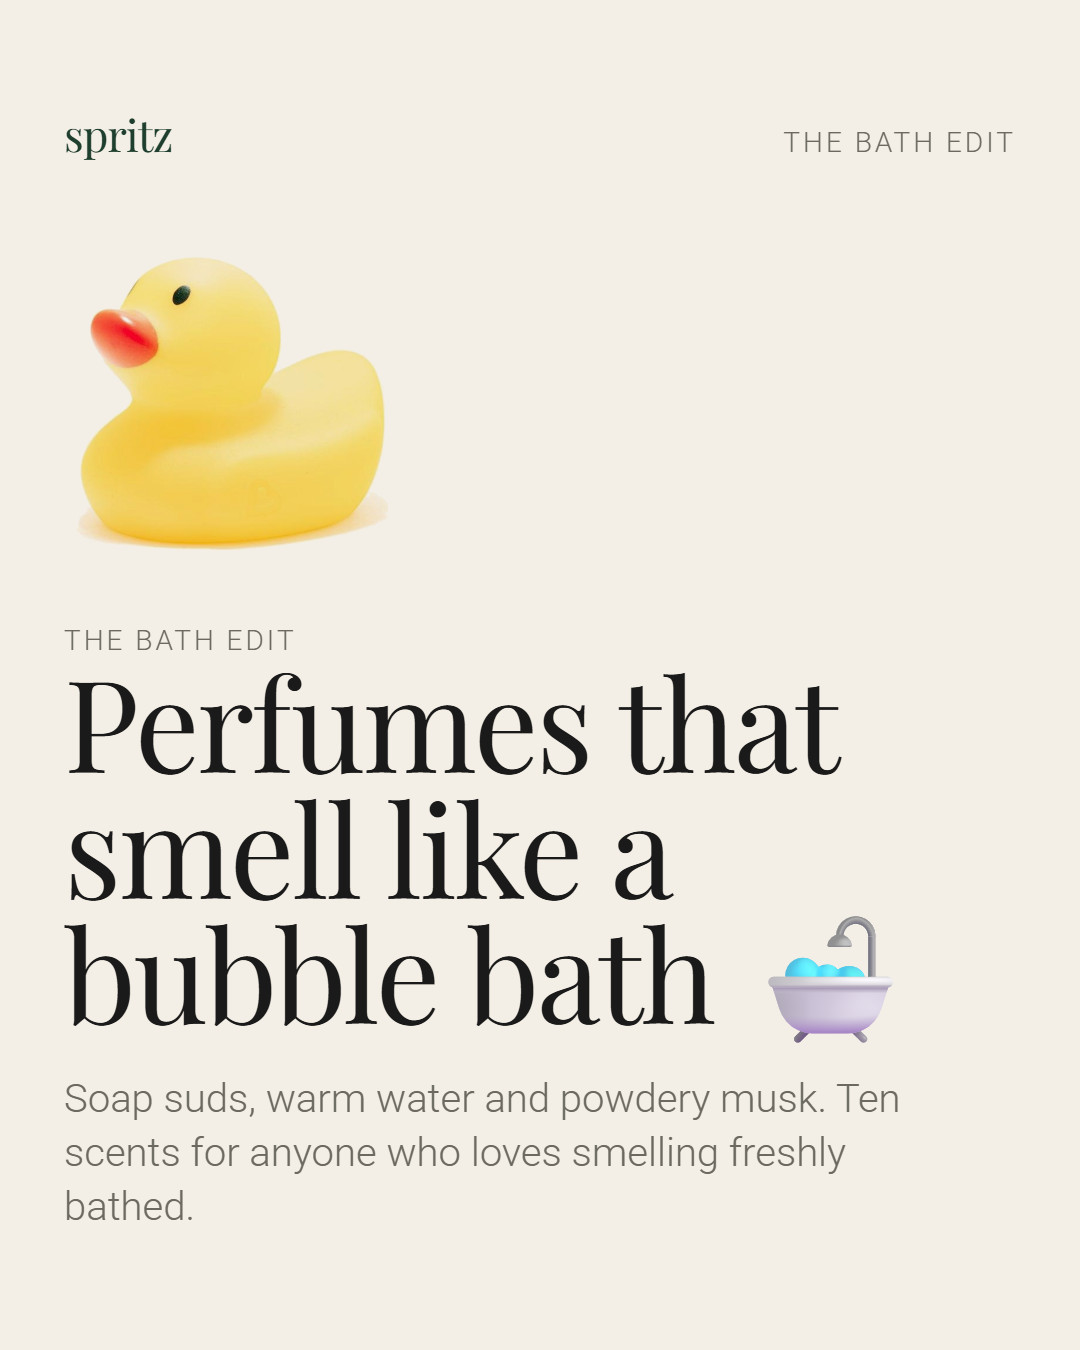 spritz
THE BATH EDIT
THE BATH EDIT
Perfumes that
smell like a
bubble bath
Soap suds, warm water and powdery musk. Ten
scents for anyone who loves smelling freshly
bathed.